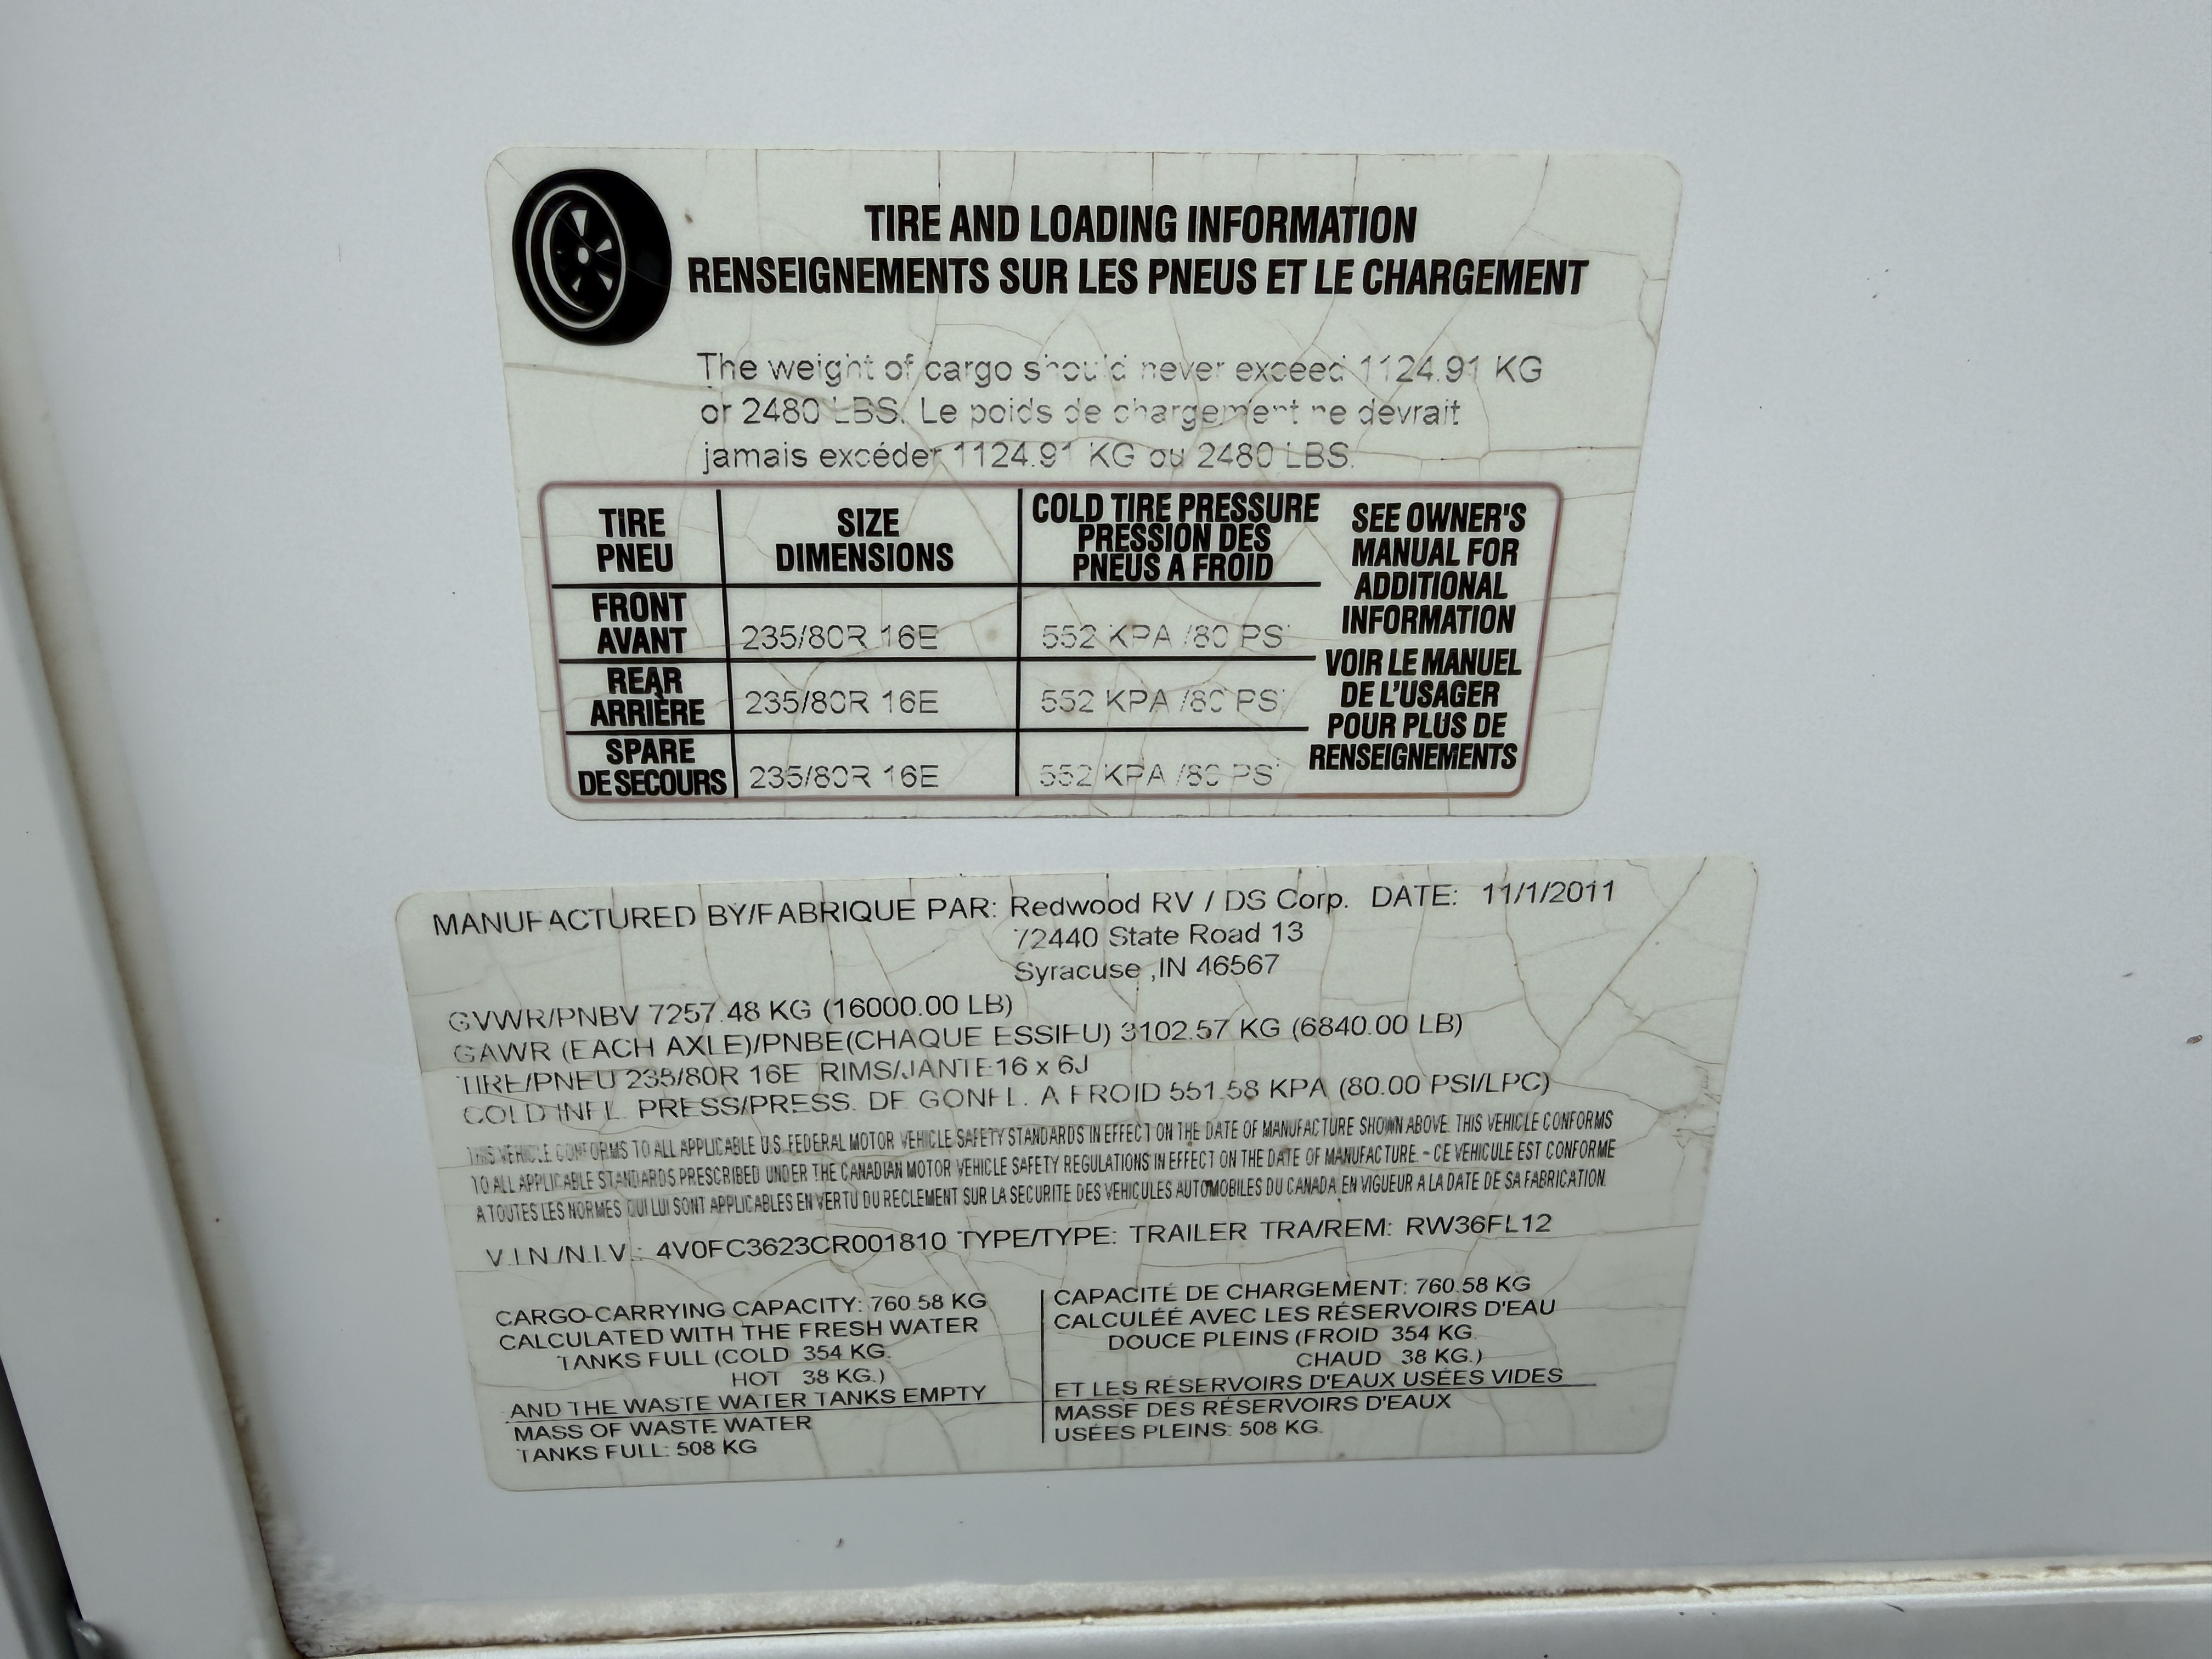 TIRE AND LOADING INFORMATION
RENSEIGNEMENTS SUR LES PNEUS ET LE CHARGEMENT
The weight of cargo should never exceed 1124.91 KG
or 2480 LBS. Le poids de chargement ne devrait
jamais excéder 1124.91 KG ou 2480 LBS.
TIRE
PNEU
SIZE
DIMENSIONS
COLD TIRE PRESSURE
PRESSION DES
PNEUS A FROID
FRONT
AVANT
235/80R 16E
552 KPA /80 PSI
REAR
ARRIÈRE
235/80R 16E
552 KPA /80 PSI
SPARE
DE SECOURS
235/80R 16E
552 KPA /80 PSI
SEE OWNER'S
MANUAL FOR
ADDITIONAL
INFORMATION
VOIR LE MANUEL
DE L'USAGER
POUR PLUS DE
RENSEIGNEMENTS
MANUFACTURED BY/FABRIQUE PAR: Redwood RV / DS Corp. DATE: 11/1/2011
72440 State Road 13
Syracuse ,IN 46567
GVWR/PNBV 7257.48 KG (16000.00 LB)
GAWR (EACH AXLE)/PNBE(CHAQUE ESSIEU) 3102.57 KG (6840.00 LB)
TIRE/PNEU 235/80R 16E RIMS/JANTE 16 x 6J
COLD INFL. PRESS/PRESS. DE GONFL. A FROID 551.58 KPA (80.00 PSI/LPC)
THIS VEHICLE CONFORMS TO ALL APPLICABLE U.S. FEDERAL MOTOR VEHICLE SAFETY STANDARDS IN EFFECT ON THE DATE OF MANUFACTURE SHOWN ABOVE. THIS VEHICLE CONFORMS
TO ALL APPLICABLE STANDARDS PRESCRIBED UNDER THE CANADIAN MOTOR VEHICLE SAFETY REGULATIONS IN EFFECT ON THE DATE OF MANUFACTURE. - CE VEHICULE EST CONFORME
A TOUTES LES NORMES QUI LUI SONT APPLICABLES EN VERTU DU RECLEMENT SUR LA SECURITE DES VEHICULES AUTOMOBILES DU CANADA EN VIGUEUR A LA DATE DE SA FABRICATION.
V.I.N./N.I.V.: 4V0FC3623CR001810 TYPE/TYPE: TRAILER TRA/REM: RW36FL12
CARGO-CARRYING CAPACITY: 760.58 KG
CALCULATED WITH THE FRESH WATER
TANKS FULL (COLD 354 KG.
HOT 38 KG.)
AND THE WASTE WATER TANKS EMPTY
MASS OF WASTE WATER
TANKS FULL: 508 KG
CAPACITÉ DE CHARGEMENT: 760.58 KG
CALCULÉÉ AVEC LES RÉSERVOIRS D'EAU
DOUCE PLEINS (FROID 354 KG.
CHAUD 38 KG.)
ET LES RÉSERVOIRS D'EAUX USÉES VIDES
MASSE DES RÉSERVOIRS D'EAUX
USÉES PLEINS: 508 KG.